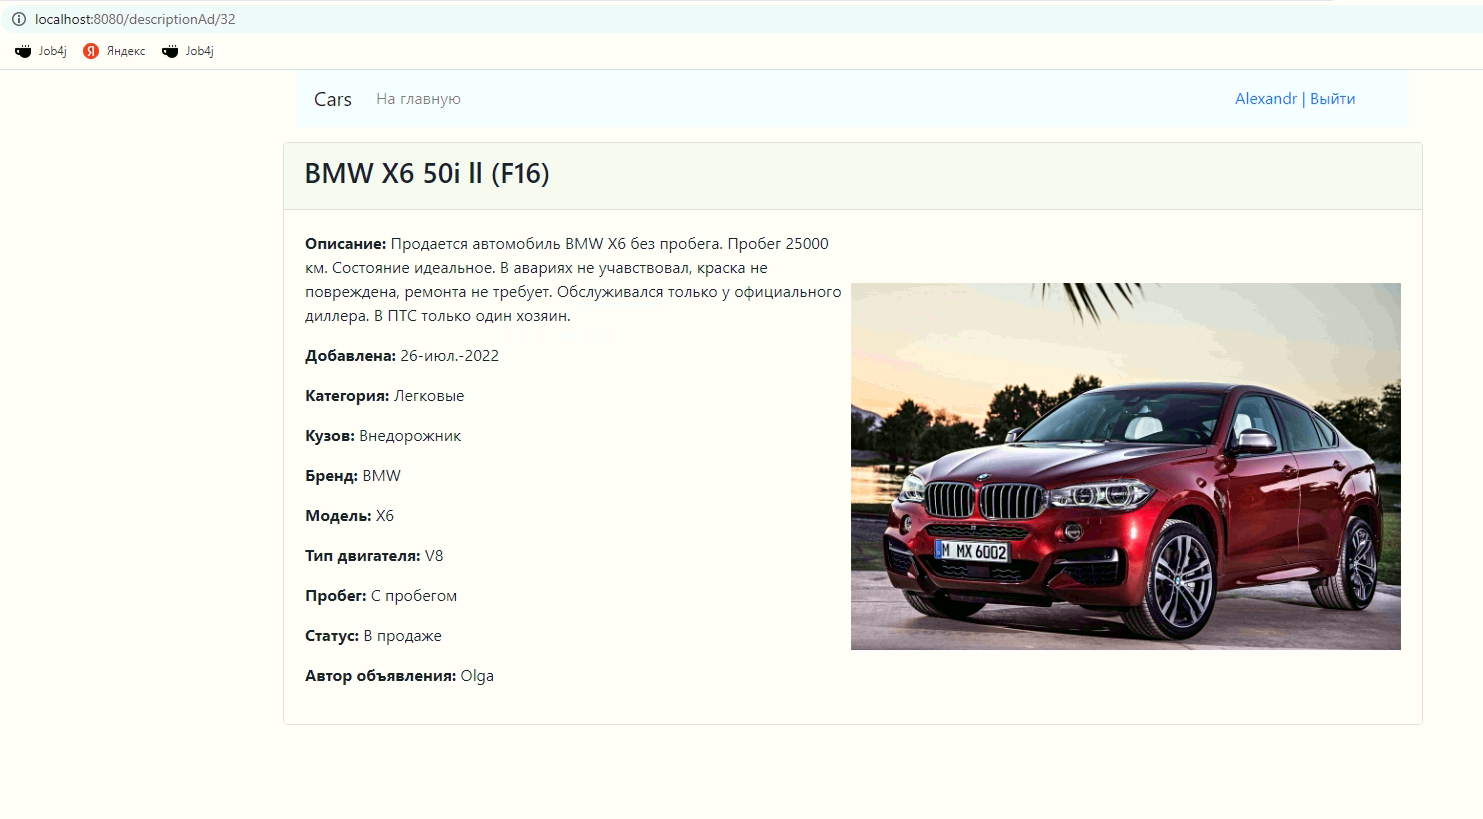 localhost:8080/descriptionAd/32
Job4j Яндекс Job4j
Cars На главную Alexandr | Выйти
BMW X6 50i ll (F16)
Описание: Продается автомобиль BMW X6 без пробега. Пробег 25000
км. Состояние идеальное. В авариях не учавствовал, краска не
повреждена, ремонта не требует. Обслуживался только у официального
диллера. В ПТС только один хозяин.
Добавлена: 26-июл.-2022
Категория: Легковые
Кузов: Внедорожник
Бренд: BMW
Модель: X6
Тип двигателя: V8
Пробег: С пробегом
Статус: В продаже
Автор объявления: Olga
M MX 6002